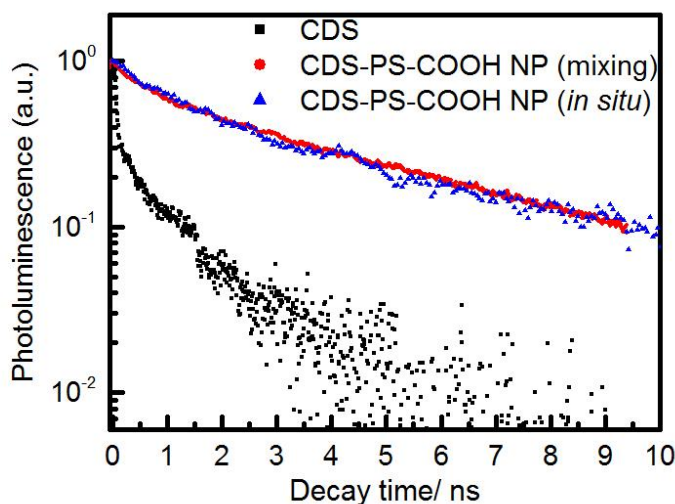 CDS
CDS-PS-COOH NP (mixing)
CDS-PS-COOH NP (in situ)
Photoluminescence (a.u.)
10⁰
10⁻¹
10⁻²
0 1 2 3 4 5 6 7 8 9 10
Decay time/ ns